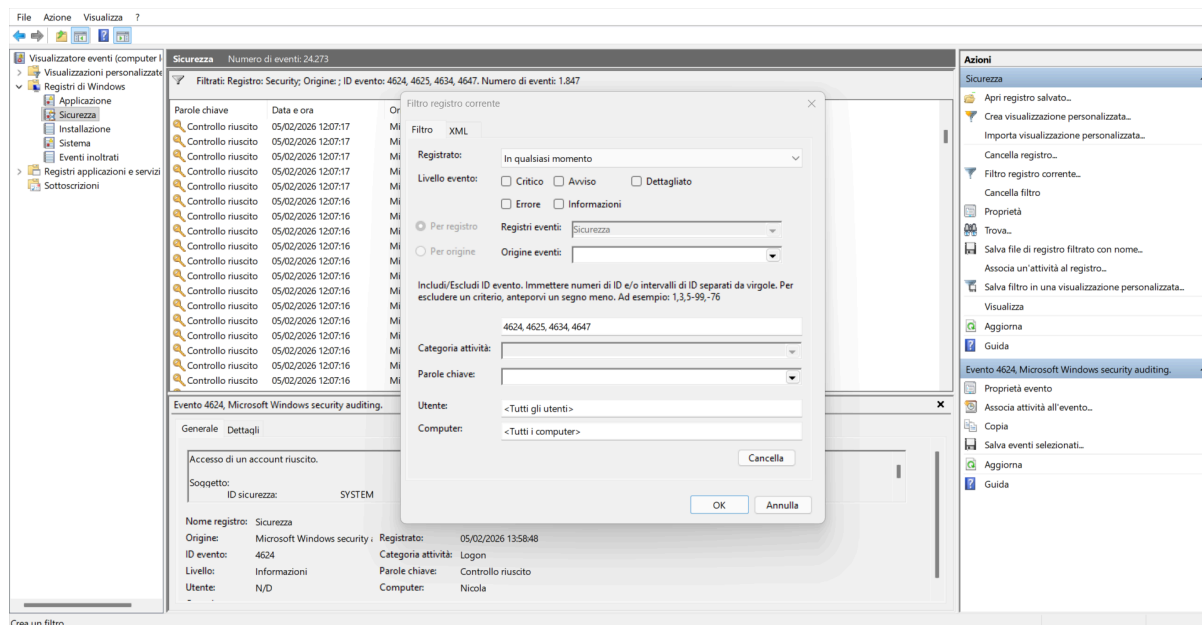 File Azione Visualizza ?
Visualizzatore eventi (computer l
Visualizzazioni personalizzate
Registri di Windows
Applicazione
Sicurezza
Installazione
Sistema
Eventi inoltrati
Registri applicazioni e servizi
Sottoscrizioni
Sicurezza Numero di eventi: 24.273
Filtrati: Registro: Security; Origine: ; ID evento: 4624, 4625, 4634, 4647. Numero di eventi: 1.847
Parole chiave Data e ora Or
Controllo riuscito 05/02/2026 12:07:17 Mi
Controllo riuscito 05/02/2026 12:07:17 Mi
Controllo riuscito 05/02/2026 12:07:17 Mi
Controllo riuscito 05/02/2026 12:07:17 Mi
Controllo riuscito 05/02/2026 12:07:17 Mi
Controllo riuscito 05/02/2026 12:07:16 Mi
Controllo riuscito 05/02/2026 12:07:16 Mi
Controllo riuscito 05/02/2026 12:07:16 Mi
Controllo riuscito 05/02/2026 12:07:16 Mi
Controllo riuscito 05/02/2026 12:07:16 Mi
Controllo riuscito 05/02/2026 12:07:16 Mi
Controllo riuscito 05/02/2026 12:07:16 Mi
Controllo riuscito 05/02/2026 12:07:16 Mi
Controllo riuscito 05/02/2026 12:07:16 Mi
Controllo riuscito 05/02/2026 12:07:16 Mi
Controllo riuscito 05/02/2026 12:07:16 Mi
Controllo riuscito 05/02/2026 12:07:16 Mi
Controllo riuscito 05/02/2026 12:07:16 Mi
Evento 4624, Microsoft Windows security auditing.
Generale Dettagli
Accesso di un account riuscito.
Soggetto:
ID sicurezza: SYSTEM
Nome registro: Sicurezza
Origine: Microsoft Windows security Registrato: 05/02/2026 13:58:48
ID evento: 4624 Categoria attività: Logon
Livello: Informazioni Parole chiave: Controllo riuscito
Utente: N/D Computer: Nicola
Filtro registro corrente
Filtro XML
Registrato: In qualsiasi momento
Livello evento: Critico Avviso Dettagliato
Errore Informazioni
Per registro Registri eventi: Sicurezza
Per origine Origine eventi:
Includi/Escludi ID evento. Immettere numeri di ID e/o intervalli di ID separati da virgole. Per
escludere un criterio, anteporvi un segno meno. Ad esempio: 1,3,5-99,-76
4624, 4625, 4634, 4647
Categoria attività:
Parole chiave:
Utente: <Tutti gli utenti>
Computer: <Tutti i computer>
Cancella
OK Annulla
Azioni
Sicurezza
Apri registro salvato...
Crea visualizzazione personalizzata...
Importa visualizzazione personalizzata...
Cancella registro...
Filtro registro corrente...
Cancella filtro
Proprietà
Trova...
Salva file di registro filtrato con nome...
Associa un'attività al registro...
Salva filtro in una visualizzazione personalizzata...
Visualizza
Aggiorna
Guida
Evento 4624, Microsoft Windows security auditing.
Proprietà evento
Associa attività all'evento...
Copia
Salva eventi selezionati...
Aggiorna
Guida
Crea un filtro.